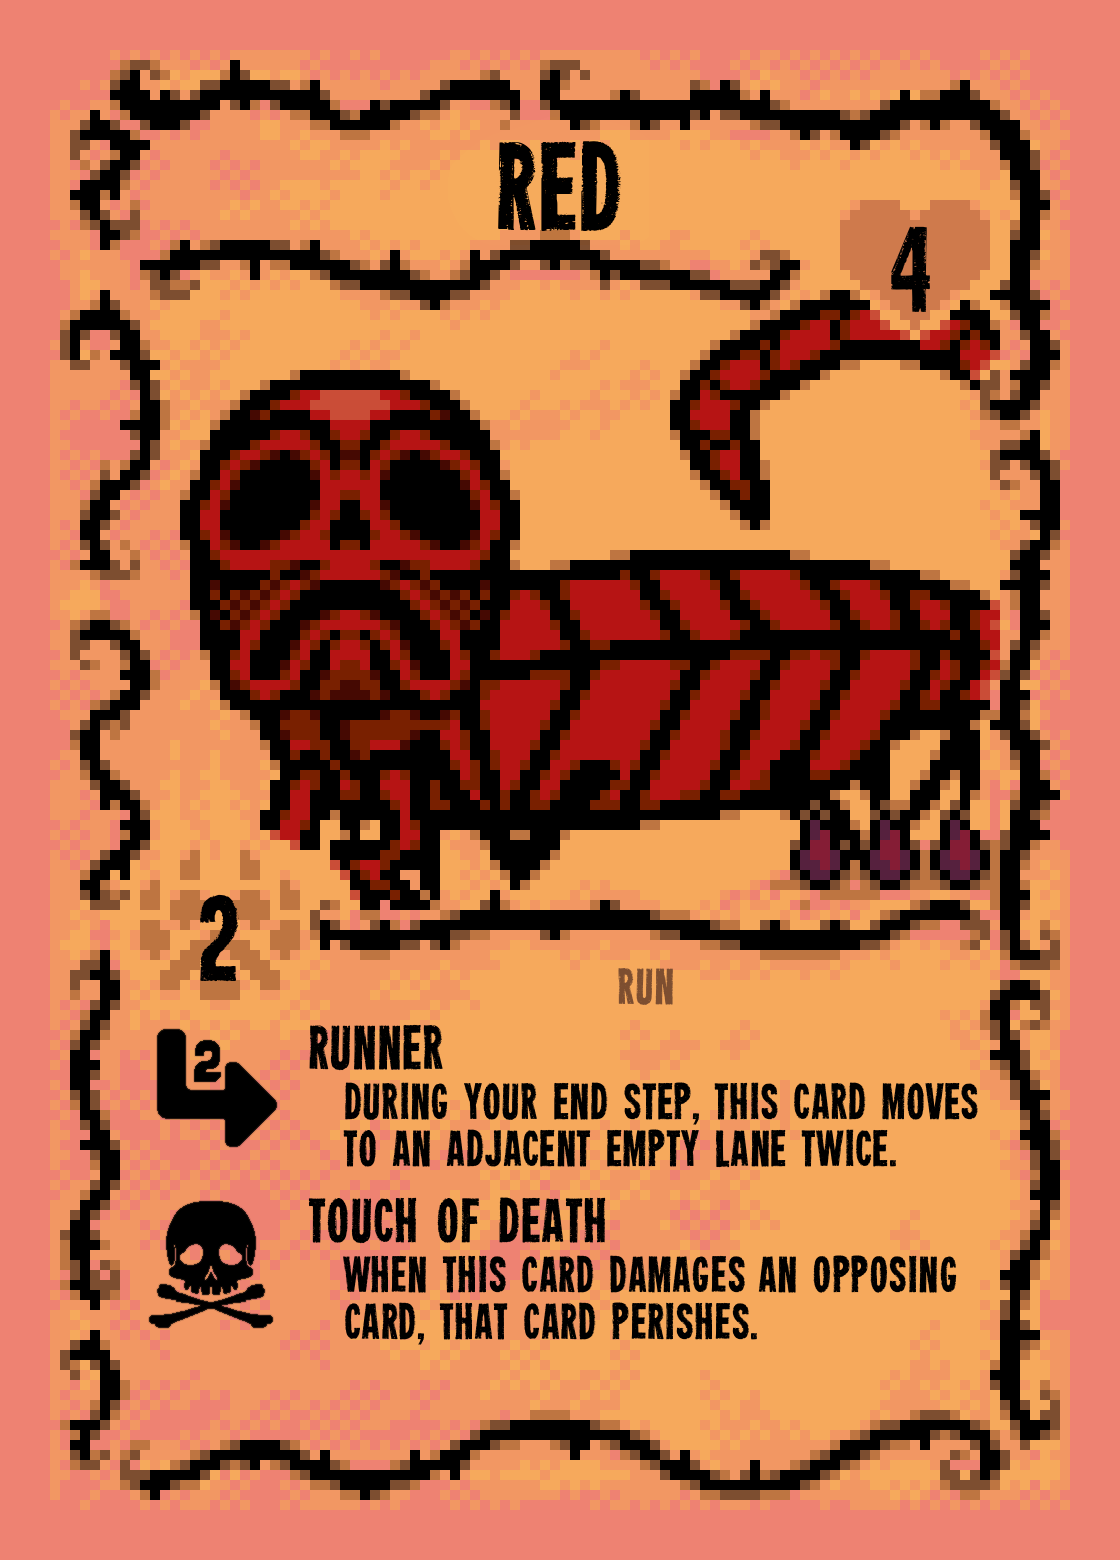 RED
4
2
RUN
2
RUNNER
DURING YOUR END STEP, THIS CARD MOVES
TO AN ADJACENT EMPTY LANE TWICE.
TOUCH OF DEATH
WHEN THIS CARD DAMAGES AN OPPOSING
CARD, THAT CARD PERISHES.